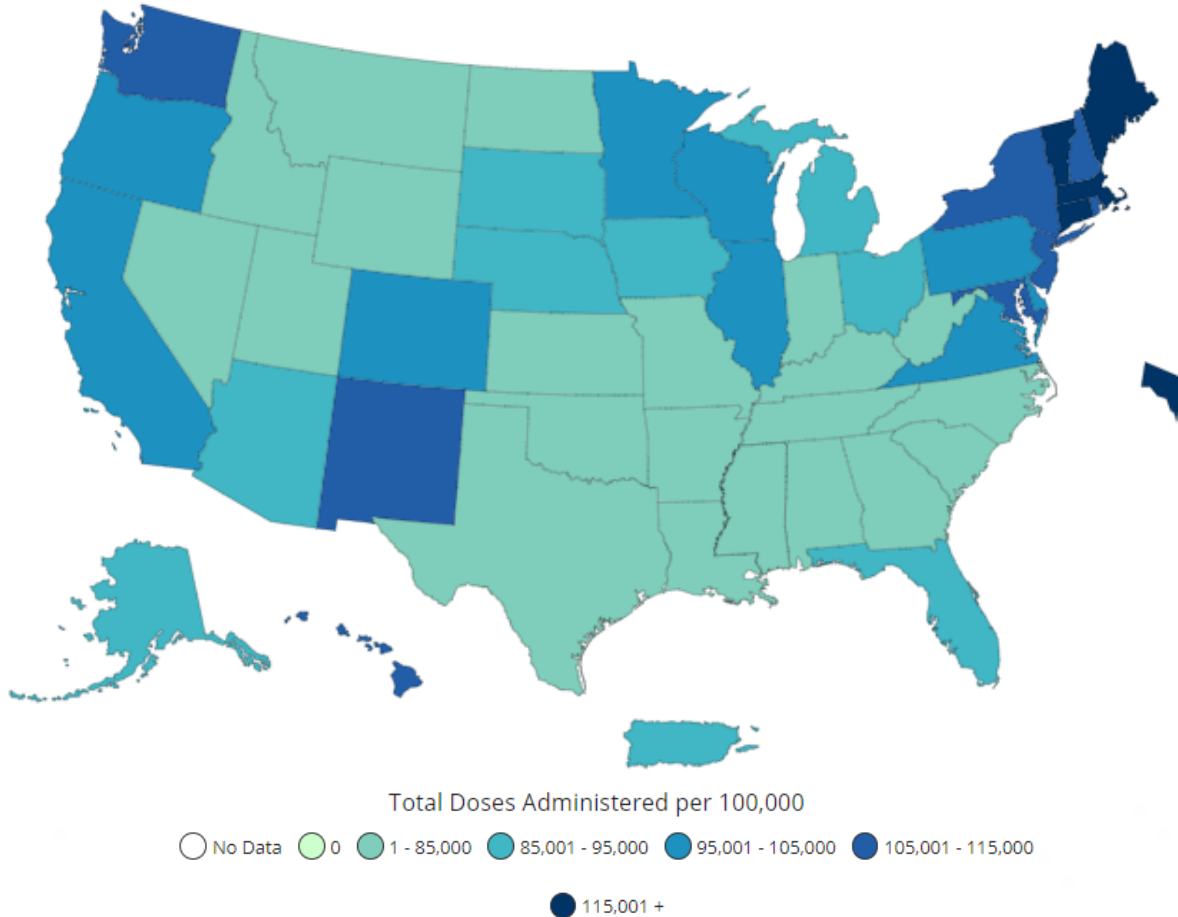 Total Doses Administered per 100,000
No Data 0 1 - 85,000 85,001 - 95,000 95,001 - 105,000 105,001 - 115,000
115,001 +